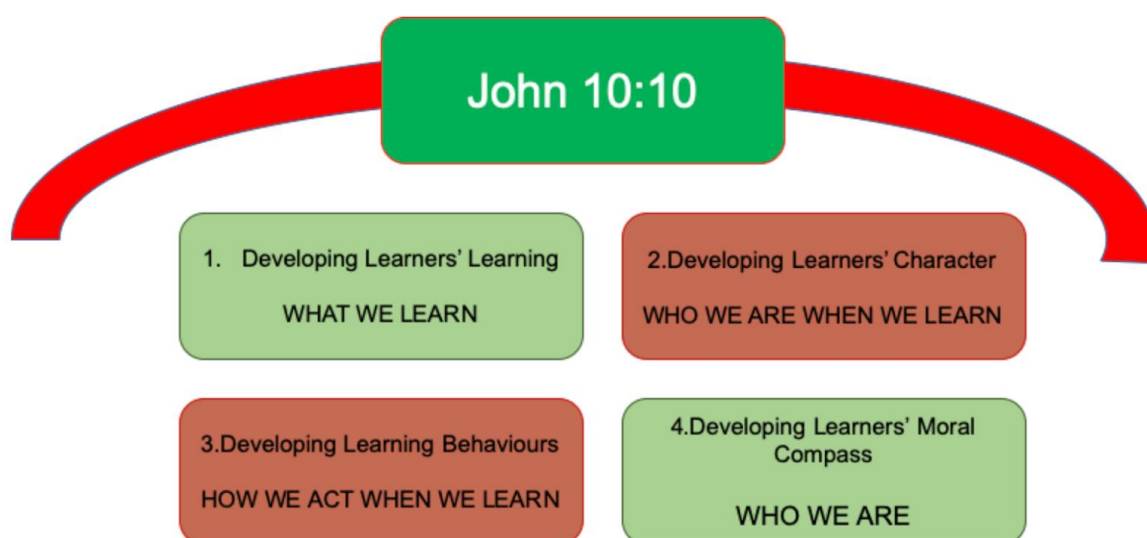 John 10:10
1. Developing Learners’ Learning
WHAT WE LEARN
2.Developing Learners’ Character
WHO WE ARE WHEN WE LEARN
3.Developing Learning Behaviours
HOW WE ACT WHEN WE LEARN
4.Developing Learners’ Moral
Compass
WHO WE ARE